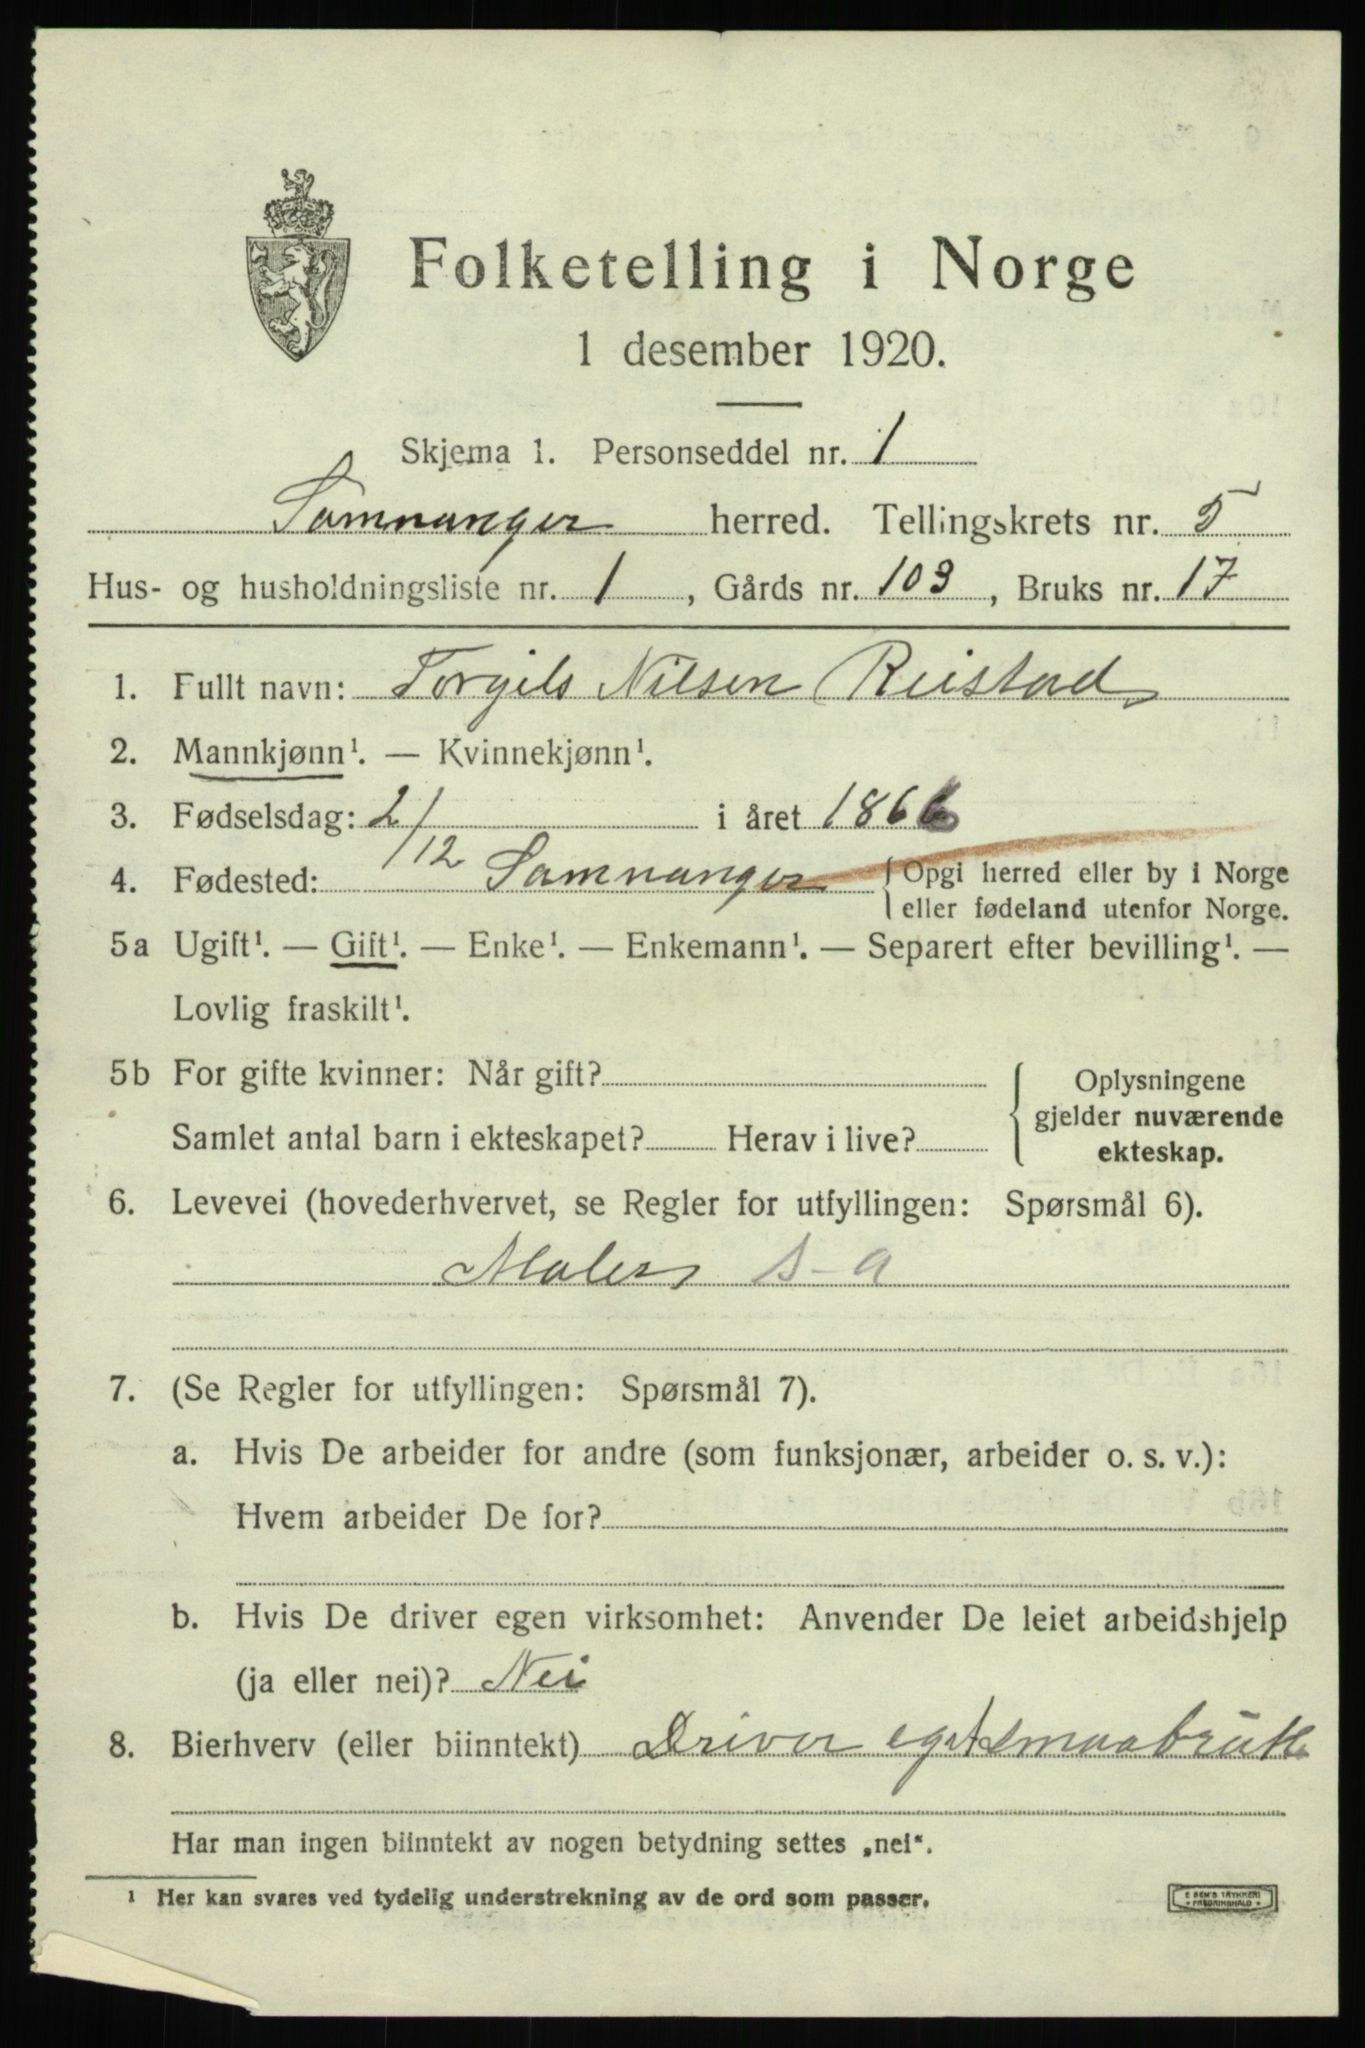 Folketelling i Norge
1 desember 1920.
Skjema 1. Personseddel nr. 1
Samnanger herred. Tellingskrets nr. 5
Hus- og husholdningsliste nr. 1, Gårds nr. 103, Bruks nr. 17
1. Fullt navn: Torgils Nilsen Reistad
2. Mannkjønn¹. — Kvinnekjønn¹.
3. Fødselsdag: 2/12 i året 1866
4. Fødested: Samnanger {Opgi herred eller by i Norge
eller fødeland utenfor Norge.
5a Ugift¹. — Gift¹. — Enke¹. — Enkemann¹. — Separert efter bevilling¹. —
Lovlig fraskilt¹.
5b For gifte kvinner: Når gift?
Samlet antal barn i ekteskapet? Herav i live?
Oplysningene
gjelder nuværende
ekteskap.
6. Levevei (hovederhvervet, se Regler for utfyllingen: Spørsmål 6).
Maler s-a
7. (Se Regler for utfyllingen: Spørsmål 7).
a. Hvis De arbeider for andre (som funksjonær, arbeider o. s. v.):
Hvem arbeider De for?
b. Hvis De driver egen virksomhet: Anvender De leiet arbeidshjelp
(ja eller nei)? Nei
8. Bierhverv (eller biinntekt) Driver eget smaabruk
Har man ingen biinntekt av nogen betydning settes „nei“.
¹ Her kan svares ved tydelig understrekning av de ord som passer.
E. SEM'S TRYKKERI
FREDRIKSHALD